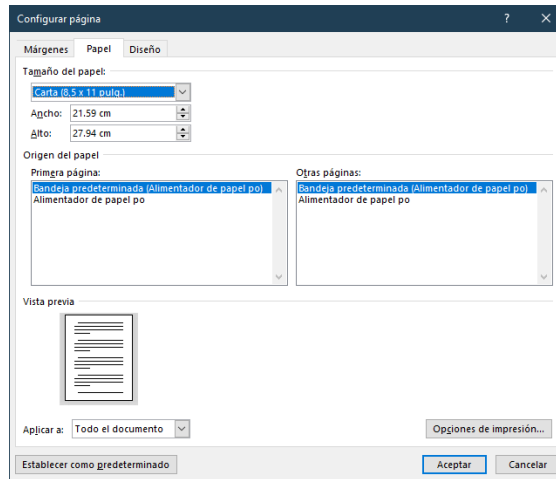 Configurar página
Márgenes Papel Diseño
Tamaño del papel:
Carta (8,5 x 11 pulg.)
Ancho: 21.59 cm
Alto: 27.94 cm
Origen del papel
Primera página:
Bandeja predeterminada (Alimentador de papel po)
Alimentador de papel po
Otras páginas:
Bandeja predeterminada (Alimentador de papel po)
Alimentador de papel po
Vista previa
Aplicar a: Todo el documento
Opciones de impresión...
Establecer como predeterminado
Aceptar Cancelar